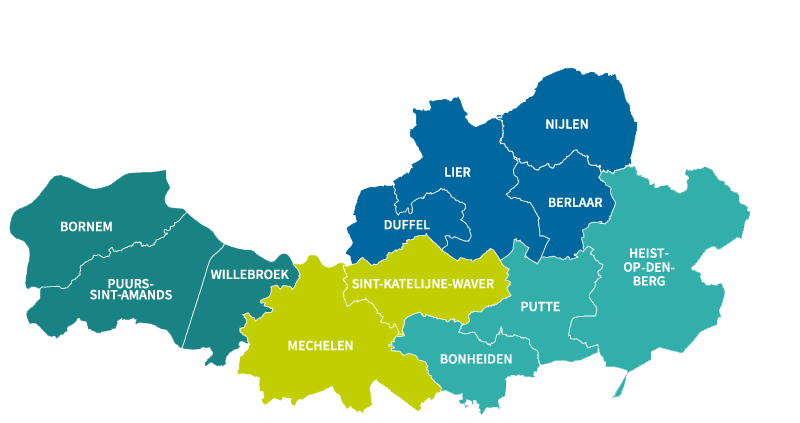 NIJLEN
LIER
BERLAAR
DUFFEL
BORNEM
HEIST-
OP-DEN-
BERG
WILLEBROEK
PUURS-
SINT-AMANDS
SINT-KATELIJNE-WAVER
PUTTE
MECHELEN
BONHEIDEN